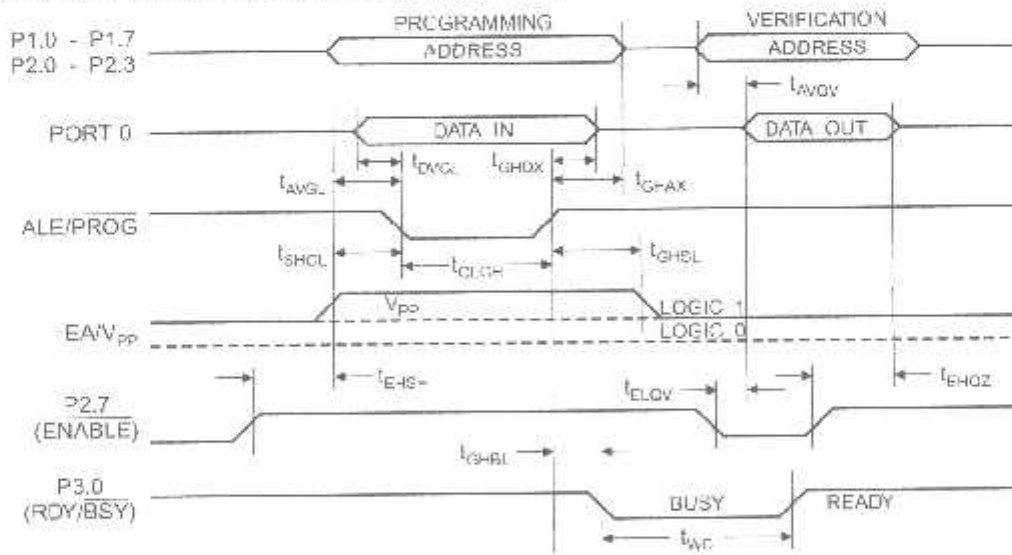 PROGRAMMING VERIFICATION
P1.0 - P1.7
P2.0 - P2.3
ADDRESS ADDRESS
tAVQV
PORT 0 DATA IN DATA OUT
tDVGL tGHDX
tAVGL tGHAX
ALE/PROG
tSHGL tGLGH tGHSL
VPP LOGIC 1
EA/VPP LOGIC 0
tEHSH tELQV tEHQZ
P2.7
(ENABLE)
tGHBL
P3.0
(RDY/BSY)
BUSY READY
tWC